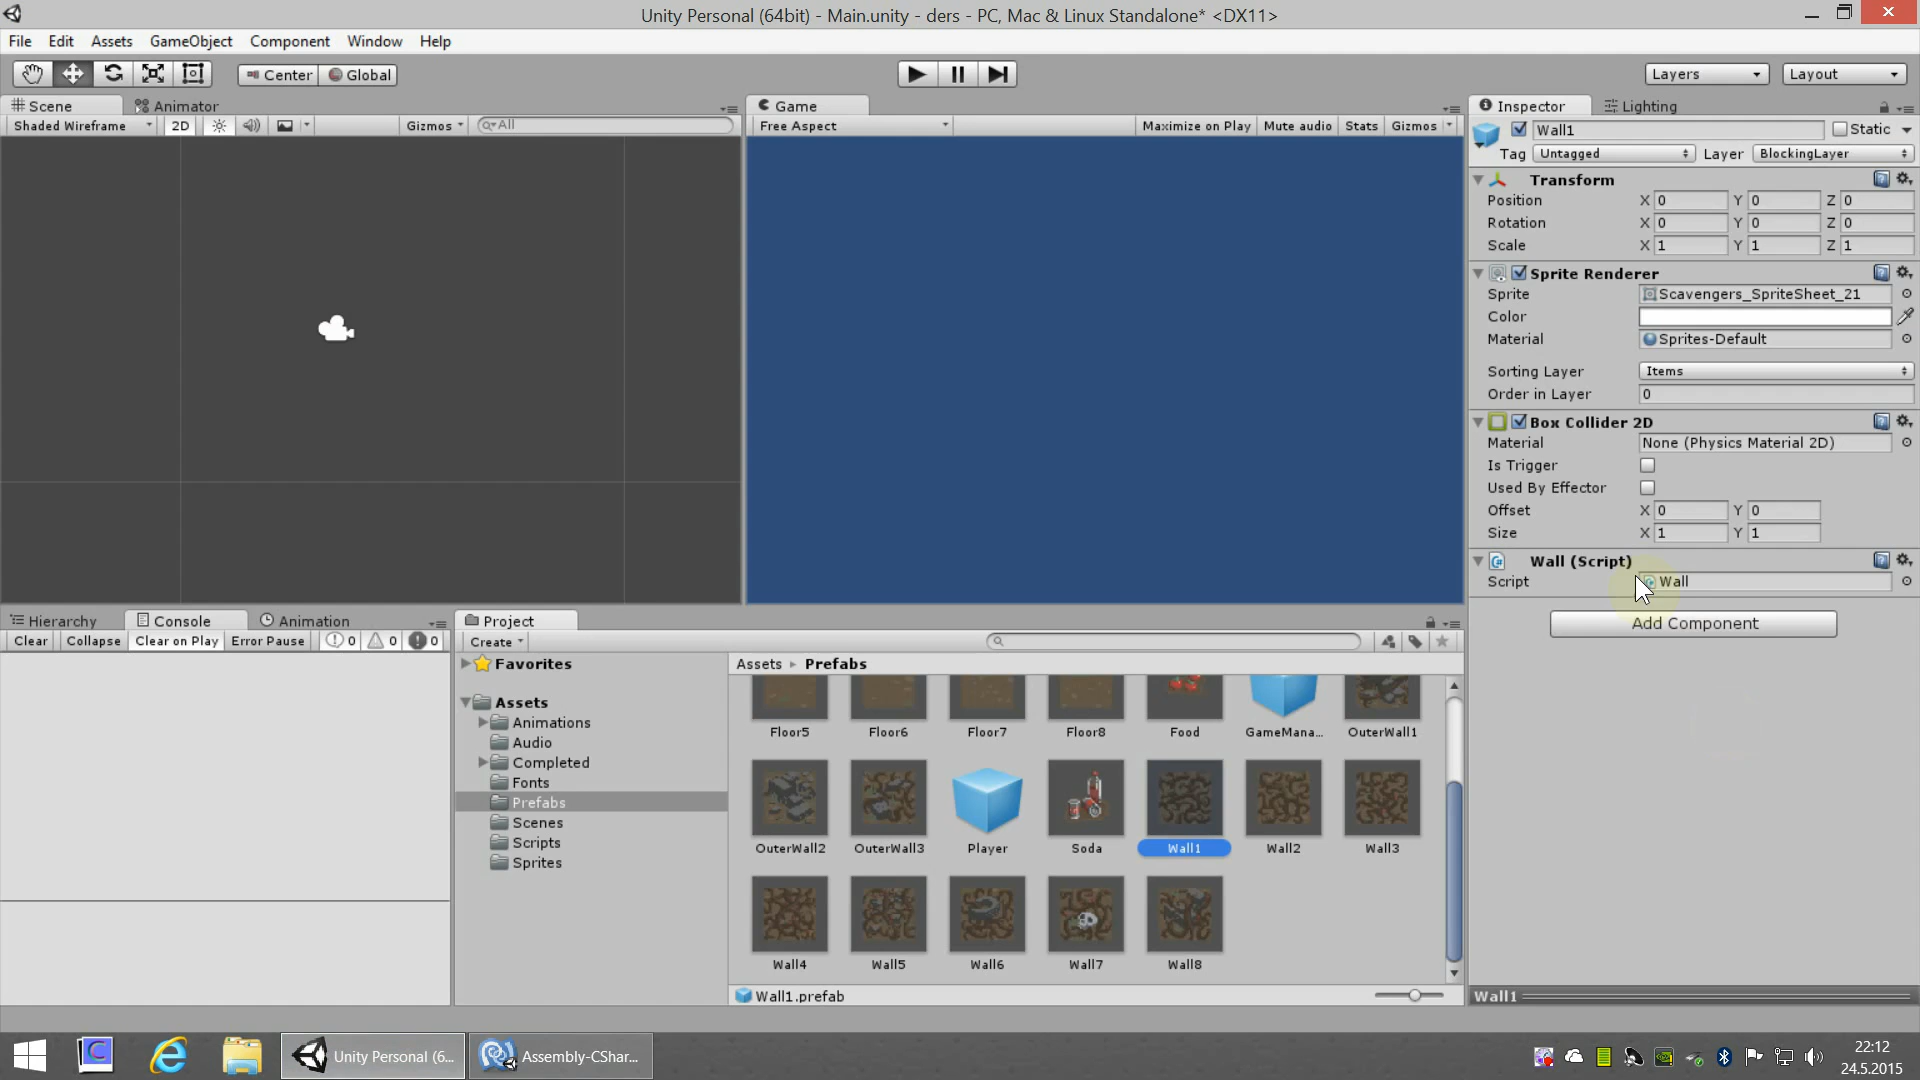 Unity Personal (64bit) - Main.unity - ders - PC, Mac & Linux Standalone* <DX11>
File Edit Assets GameObject Component Window Help
Center Global Layers Layout
Scene Animator Game Inspector Lighting
Shaded Wireframe 2D Gizmos All Free Aspect Maximize on Play Mute audio Stats Gizmos
Wall1 Static
Tag Untagged Layer BlockingLayer
Transform
Position X 0 Y 0 Z 0
Rotation X 0 Y 0 Z 0
Scale X 1 Y 1 Z 1
Sprite Renderer
Sprite Scavengers_SpriteSheet_21
Color
Material Sprites-Default
Sorting Layer Items
Order in Layer 0
Box Collider 2D
Material None (Physics Material 2D)
Is Trigger
Used By Effector
Offset X 0 Y 0
Size X 1 Y 1
Wall (Script)
Script Wall
Add Component
Hierarchy Console Animation
Clear Collapse Clear on Play Error Pause 0 0 0
Project
Create
Favorites
Assets
Animations
Audio
Completed
Fonts
Prefabs
Scenes
Scripts
Sprites
Assets Prefabs
Floor5 Floor6 Floor7 Floor8 Food GameMana... OuterWall1
OuterWall2 OuterWall3 Player Soda Wall1 Wall2 Wall3
Wall4 Wall5 Wall6 Wall7 Wall8
Wall1.prefab
Wall1
Unity Personal (6... Assembly-CShar...
22:12
24.5.2015